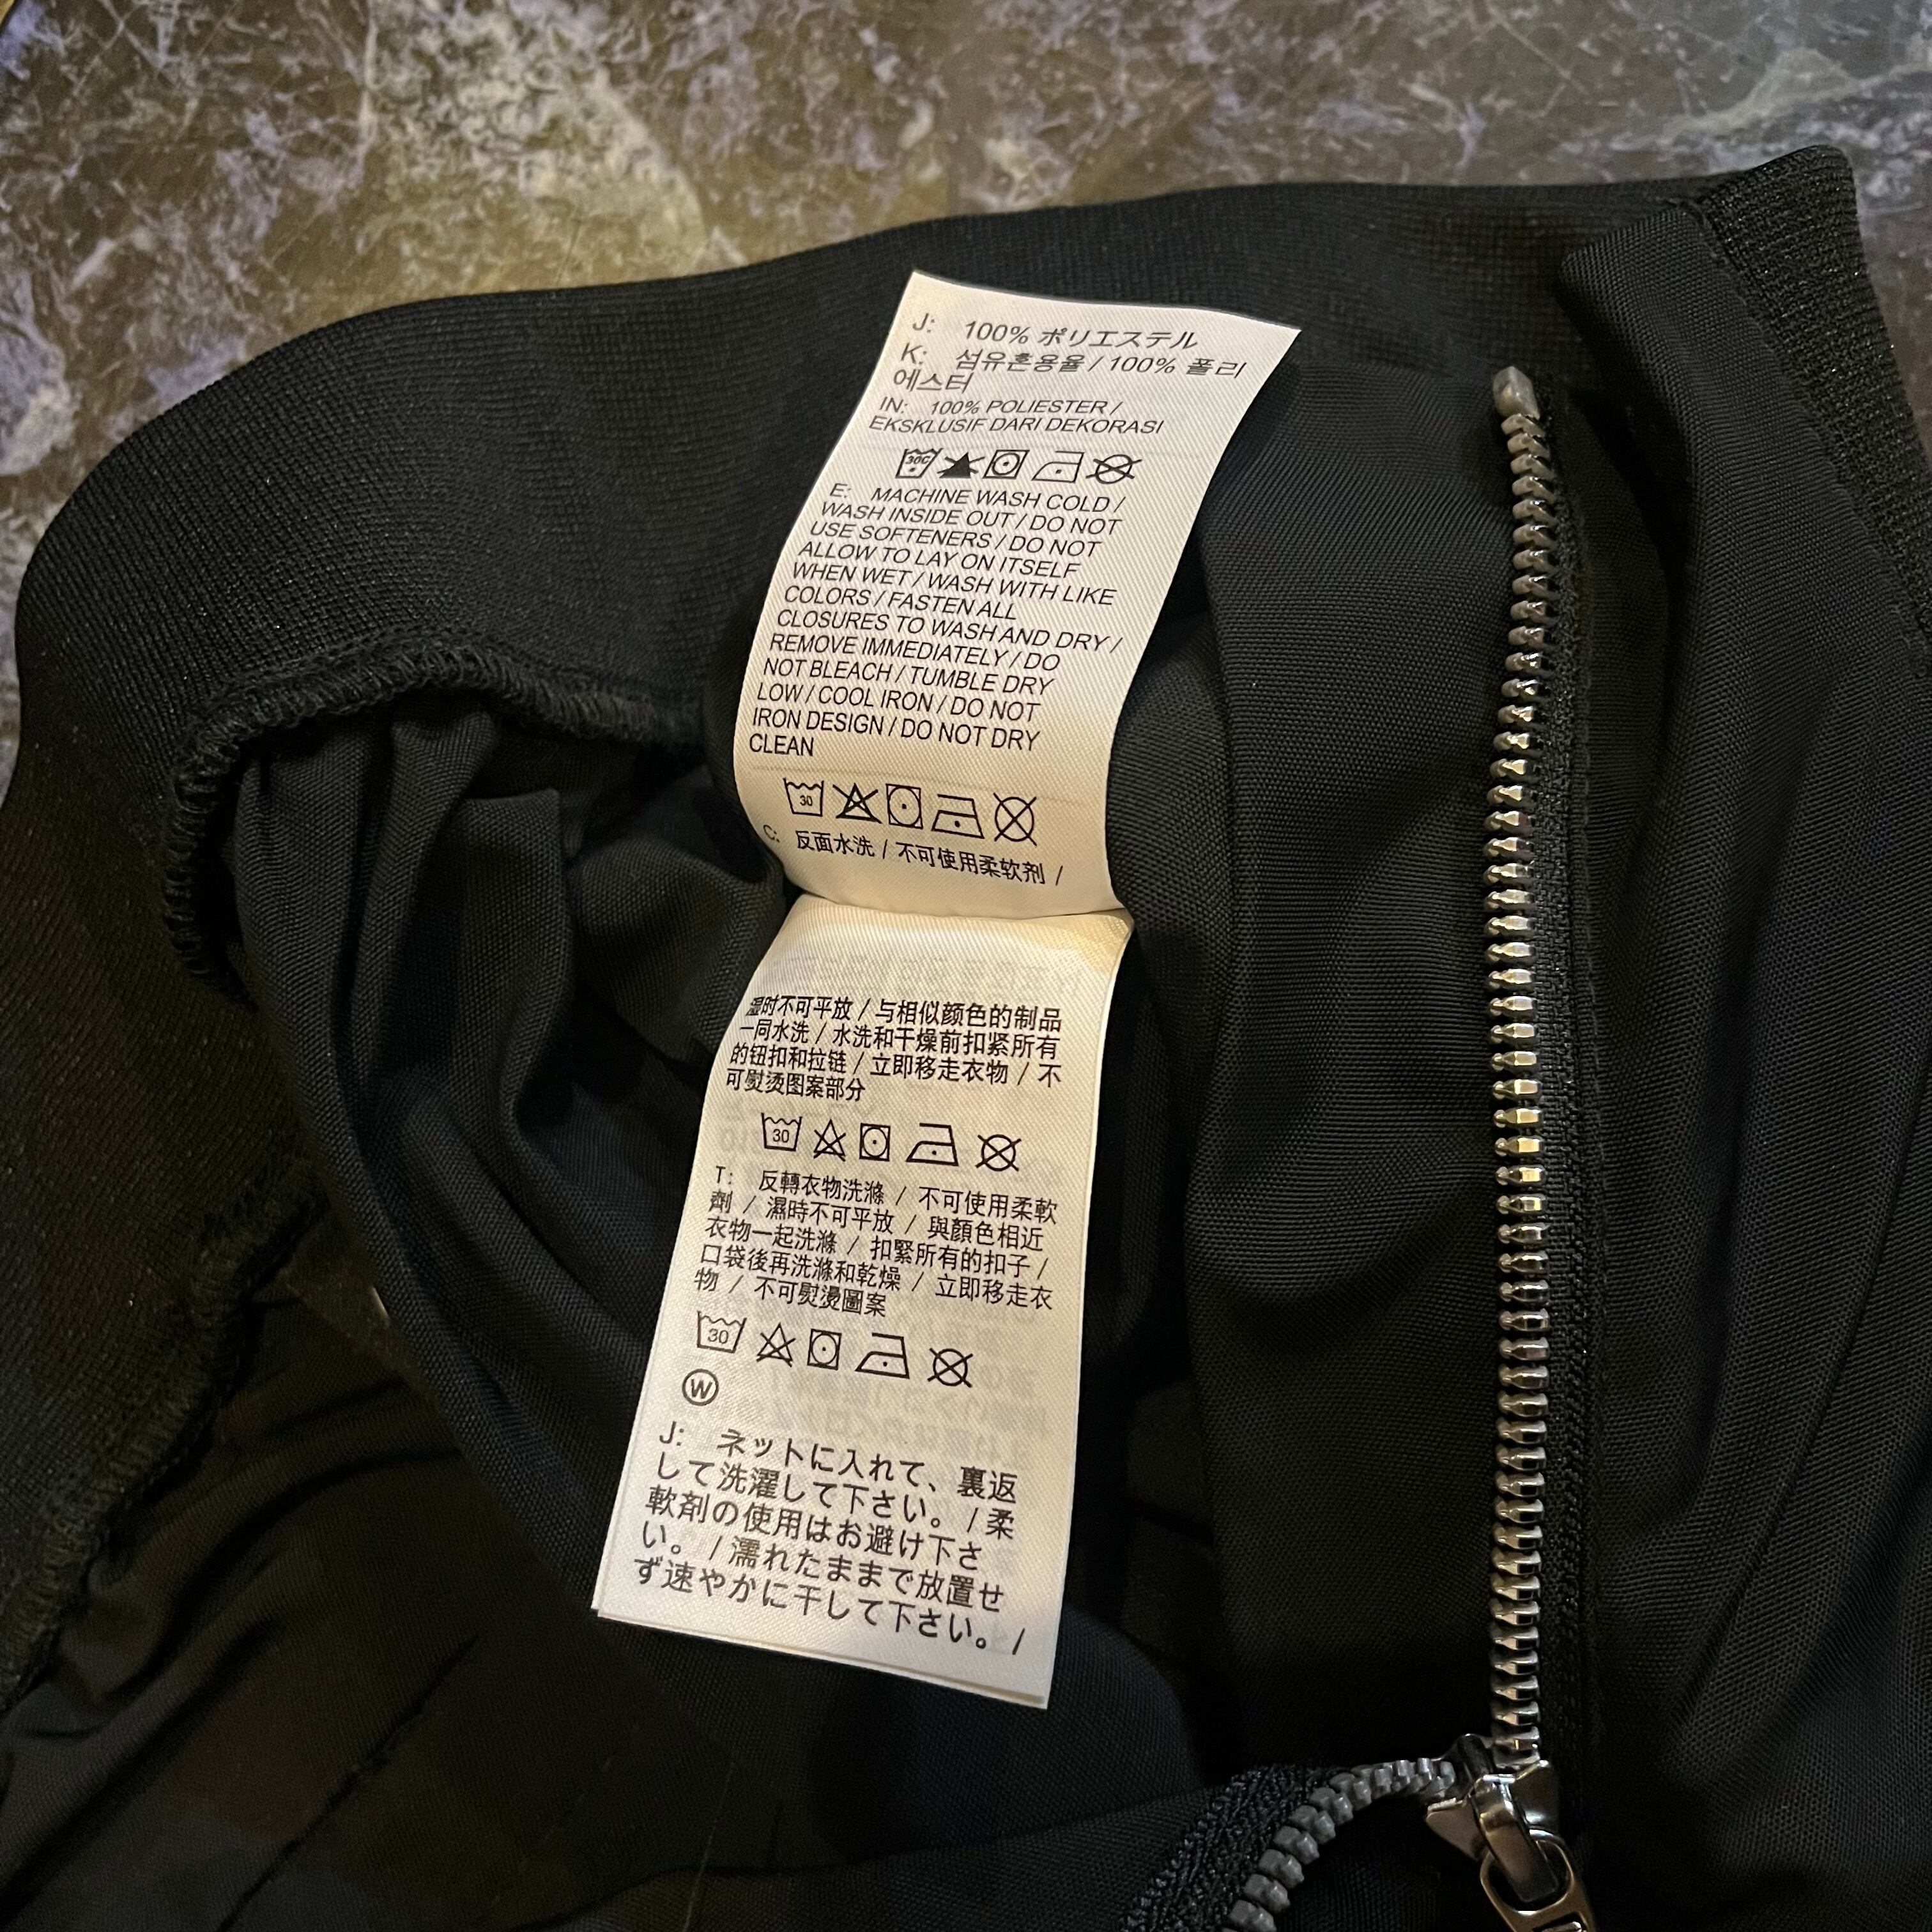 J: 100% ポリエステル
K: 섬유혼용율 / 100% 폴리
에스터
IN: 100% POLIESTER /
EKSKLUSIF DARI DEKORASI
30C
E: MACHINE WASH COLD /
WASH INSIDE OUT / DO NOT
USE SOFTENERS / DO NOT
ALLOW TO LAY ON ITSELF
WHEN WET / WASH WITH LIKE
COLORS / FASTEN ALL
CLOSURES TO WASH AND DRY /
REMOVE IMMEDIATELY / DO
NOT BLEACH / TUMBLE DRY
LOW / COOL IRON / DO NOT
IRON DESIGN / DO NOT DRY
CLEAN
30
C: 反面水洗 / 不可使用柔软剂 /
湿时不可平放 / 与相似颜色的制品
一同水洗 / 水洗和干燥前扣紧所有
的钮扣和拉链 / 立即移走衣物 / 不
可熨烫图案部分
30
T: 反轉衣物洗滌 / 不可使用柔軟
劑 / 濕時不可平放 / 與顏色相近
衣物一起洗滌 / 扣緊所有的扣子 /
口袋後再洗滌和乾燥 / 立即移走衣
物 / 不可熨燙圖案
30
W
J: ネットに入れて、裏返
して洗濯して下さい。 / 柔
軟剤の使用はお避け下さ
い。 / 濡れたままで放置せ
ず速やかに干して下さい。 /